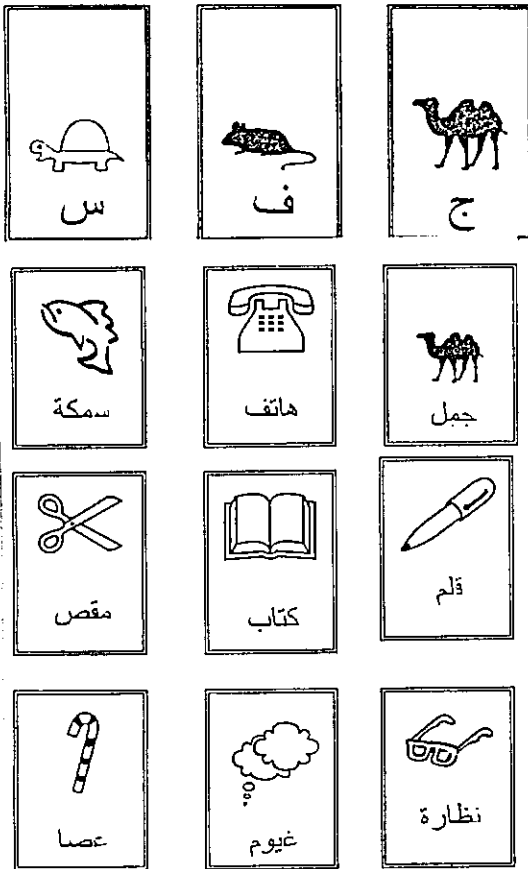 ج
ف
س
جمل
هاتف
سمكة
قلم
كتاب
مقص
نظارة
غيوم
عصا